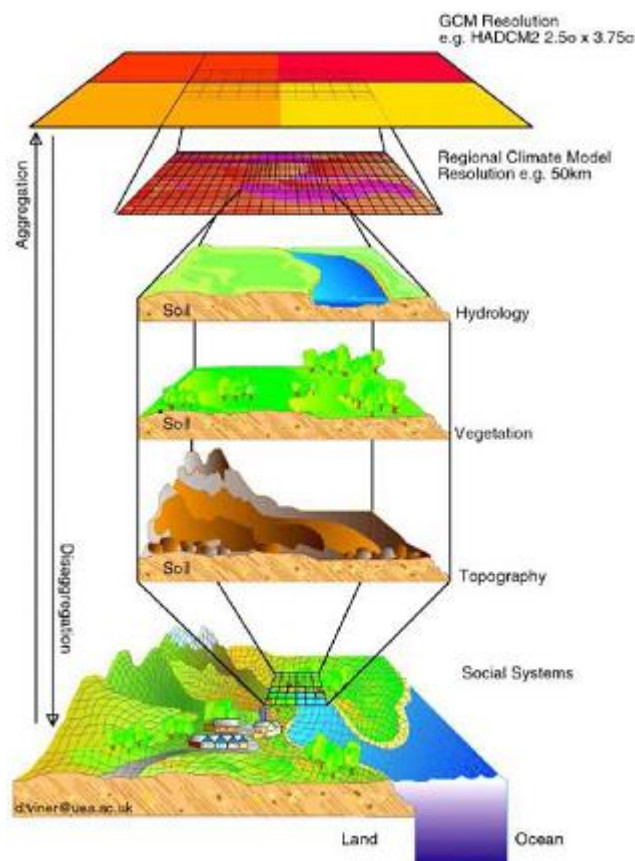 GCM Resolution
e.g. HADCM2 2.5o x 3.75o
Regional Climate Model
Resolution e.g. 50km
Aggregation
Soil
Hydrology
Soil
Vegetation
Soil
Topography
Disaggregation
Social Systems
d.viner@uea.ac.uk
Land
Ocean